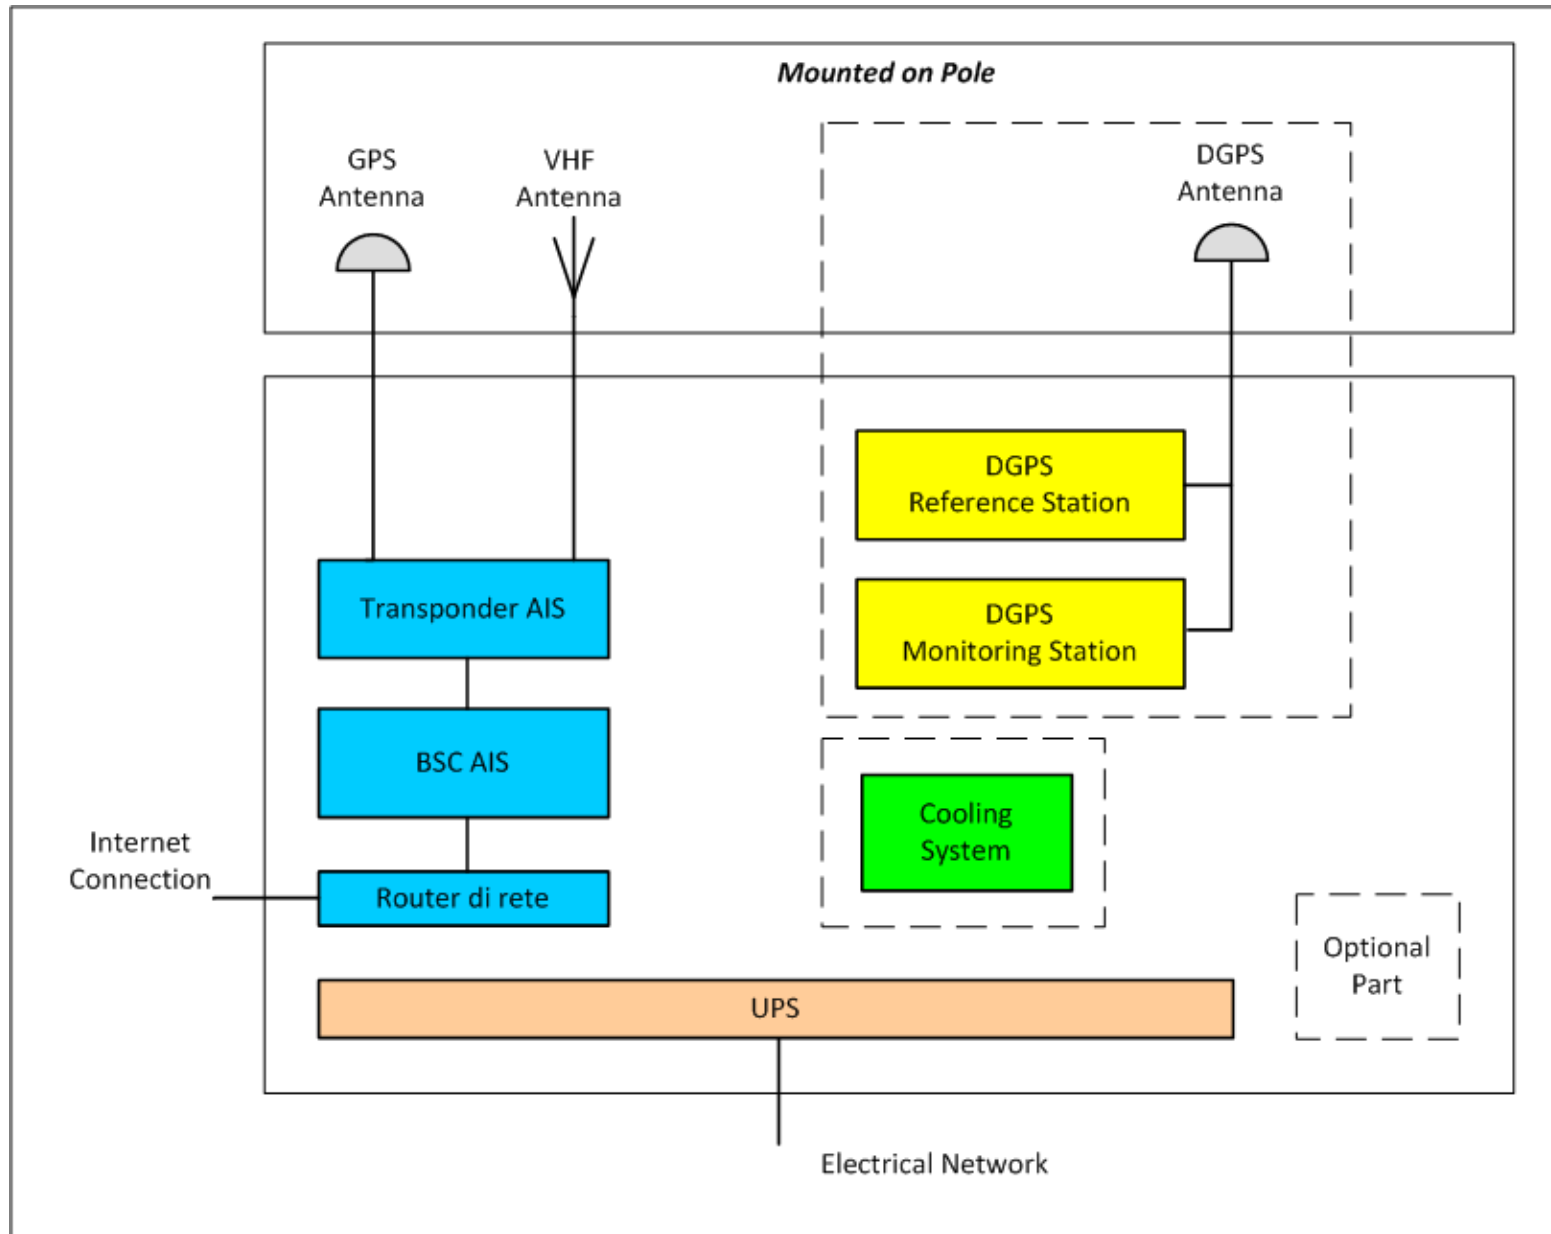 Mounted on Pole
GPS
Antenna
VHF
Antenna
DGPS
Antenna
DGPS
Reference Station
DGPS
Monitoring Station
Transponder AIS
BSC AIS
Router di rete
Internet
Connection
Cooling
System
Optional
Part
UPS
Electrical Network